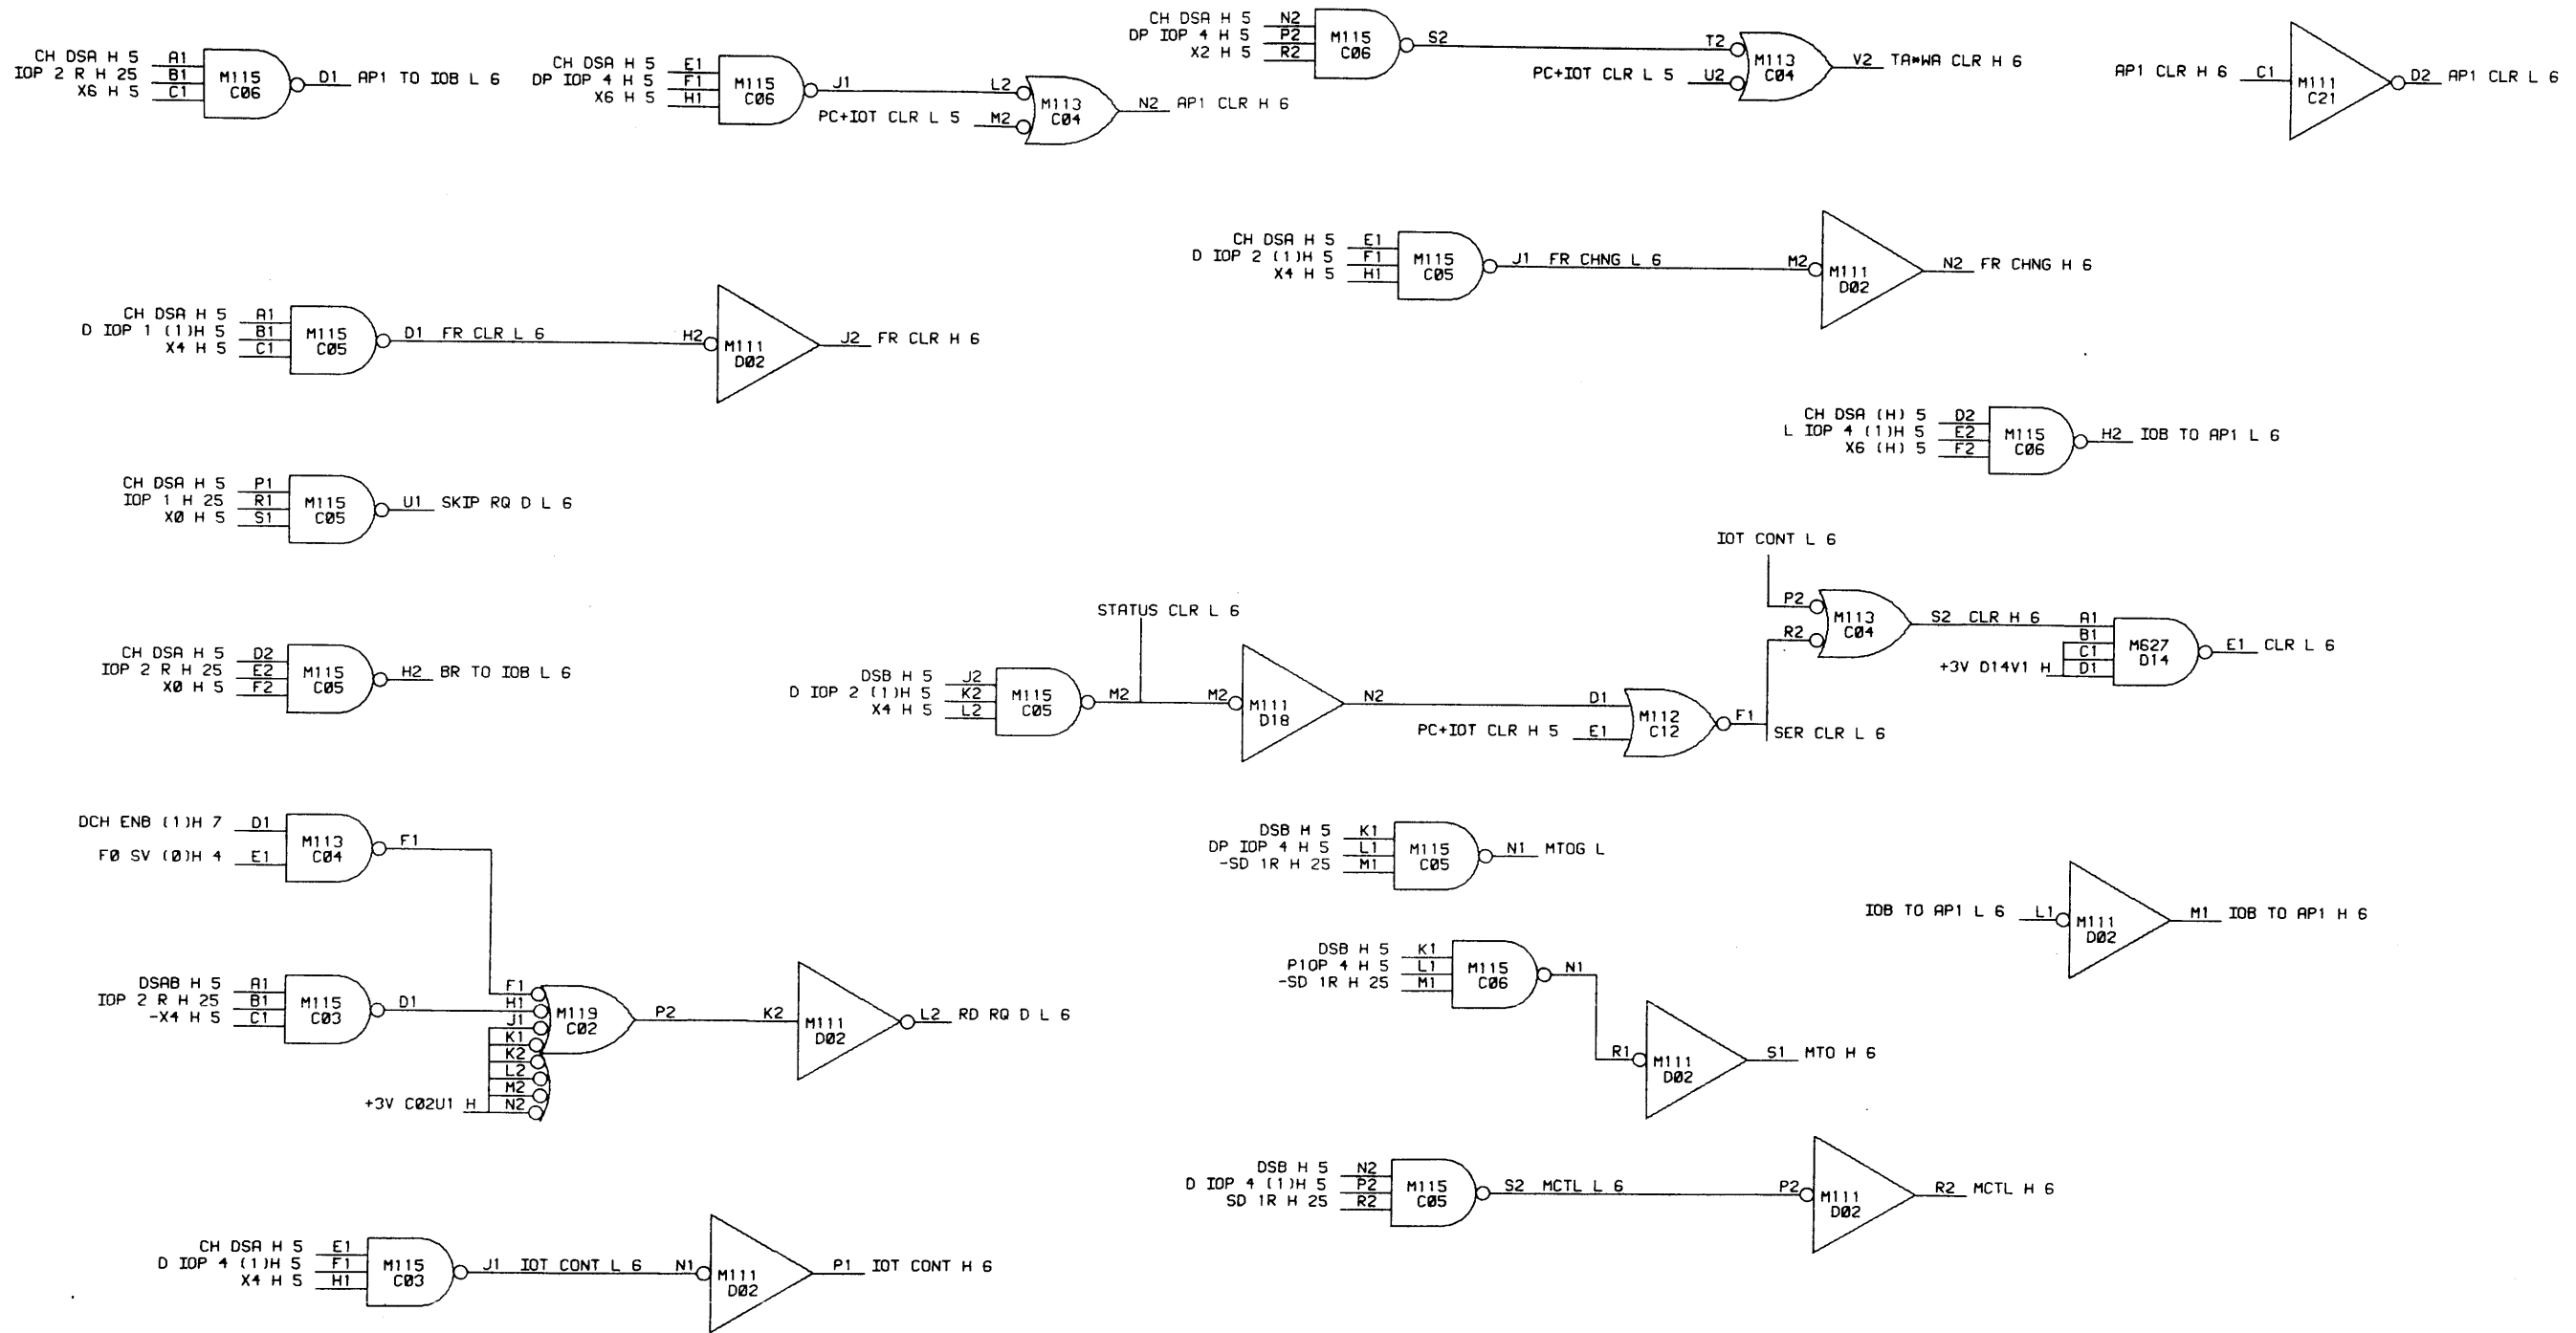 CH DSA H 5 A1
IOP 2 R H 25 B1
X6 H 5 C1
M115
C06
D1 AP1 TO IOB L 6
CH DSA H 5 E1
DP IOP 4 H 5 F1
X6 H 5 H1
M115
C06
J1
L2
PC+IOT CLR L 5 M2
M113
C04
N2 AP1 CLR H 6
CH DSA H 5 N2
DP IOP 4 H 5 P2
X2 H 5 R2
M115
C06
S2
T2
PC+IOT CLR L 5 U2
M113
C04
V2 TA*WA CLR H 6
AP1 CLR H 6 C1
M111
C21
D2 AP1 CLR L 6
CH DSA H 5 E1
D IOP 2 (1)H 5 F1
X4 H 5 H1
M115
C05
J1 FR CHNG L 6
M2
M111
D02
N2 FR CHNG H 6
CH DSA H 5 A1
D IOP 1 (1)H 5 B1
X4 H 5 C1
M115
C05
D1 FR CLR L 6
H2
M111
D02
J2 FR CLR H 6
CH DSA (H) 5 D2
L IOP 4 (1)H 5 E2
X6 (H) 5 F2
M115
C06
H2 IOB TO AP1 L 6
CH DSA H 5 P1
IOP 1 H 25 R1
X0 H 5 S1
M115
C05
U1 SKIP RQ D L 6
CH DSA H 5 D2
IOP 2 R H 25 E2
X0 H 5 F2
M115
C05
H2 BR TO IOB L 6
STATUS CLR L 6
DSB H 5 J2
D IOP 2 (1)H 5 K2
X4 H 5 L2
M115
C05
M2
M2
M111
D18
N2
D1
PC+IOT CLR H 5 E1
M112
C12
F1
SER CLR L 6
IOT CONT L 6
P2
R2
M113
C04
S2 CLR H 6
A1
B1
C1
+3V D14V1 H D1
M627
D14
E1 CLR L 6
DCH ENB (1)H 7 D1
F0 SV (0)H 4 E1
M113
C04
F1
DSAB H 5 A1
IOP 2 R H 25 B1
-X4 H 5 C1
M115
C03
D1
F1
H1
J1
K1
K2
L2
M2
+3V C02U1 H N2
M119
C02
P2
K2
M111
D02
L2 RD RQ D L 6
DSB H 5 K1
DP IOP 4 H 5 L1
-SD 1R H 25 M1
M115
C05
N1 MTOG L
IOB TO AP1 L 6 L1
M111
D02
M1 IOB TO AP1 H 6
DSB H 5 K1
P1OP 4 H 5 L1
-SD 1R H 25 M1
M115
C06
N1
R1
M111
D02
S1 MTO H 6
DSB H 5 N2
D IOP 4 (1)H 5 P2
SD 1R H 25 R2
M115
C05
S2 MCTL L 6
P2
M111
D02
R2 MCTL H 6
CH DSA H 5 E1
D IOP 4 (1)H 5 F1
X4 H 5 H1
M115
C03
J1 IOT CONT L 6
N1
M111
D02
P1 IOT CONT H 6